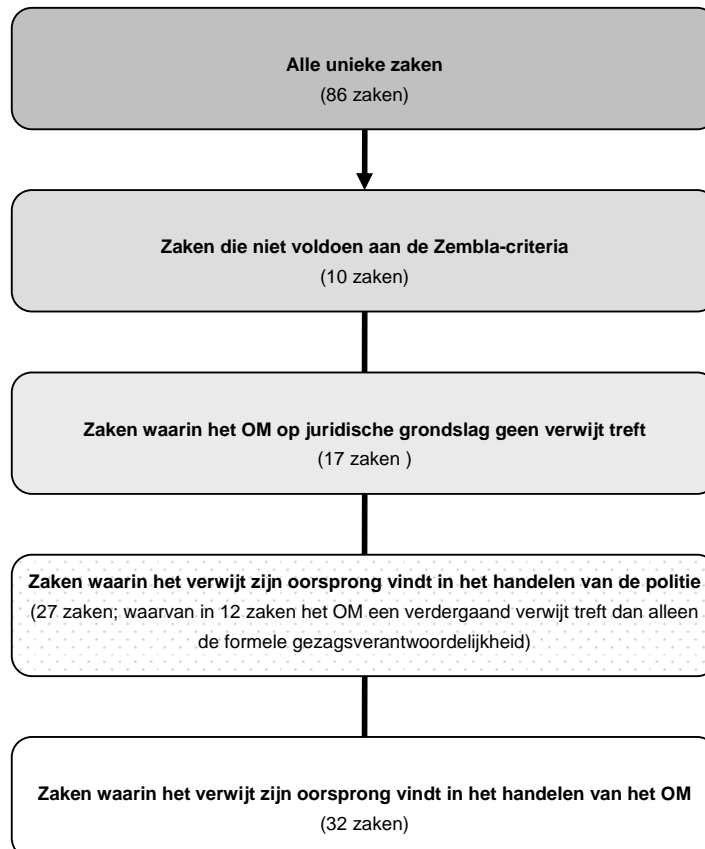 Alle unieke zaken
(86 zaken)
Zaken die niet voldoen aan de Zembla-criteria
(10 zaken)
Zaken waarin het OM op juridische grondslag geen verwijt treft
(17 zaken )
Zaken waarin het verwijt zijn oorsprong vindt in het handelen van de politie
(27 zaken; waarvan in 12 zaken het OM een verdergaand verwijt treft dan alleen
de formele gezagsverantwoordelijkheid)
Zaken waarin het verwijt zijn oorsprong vindt in het handelen van het OM
(32 zaken)